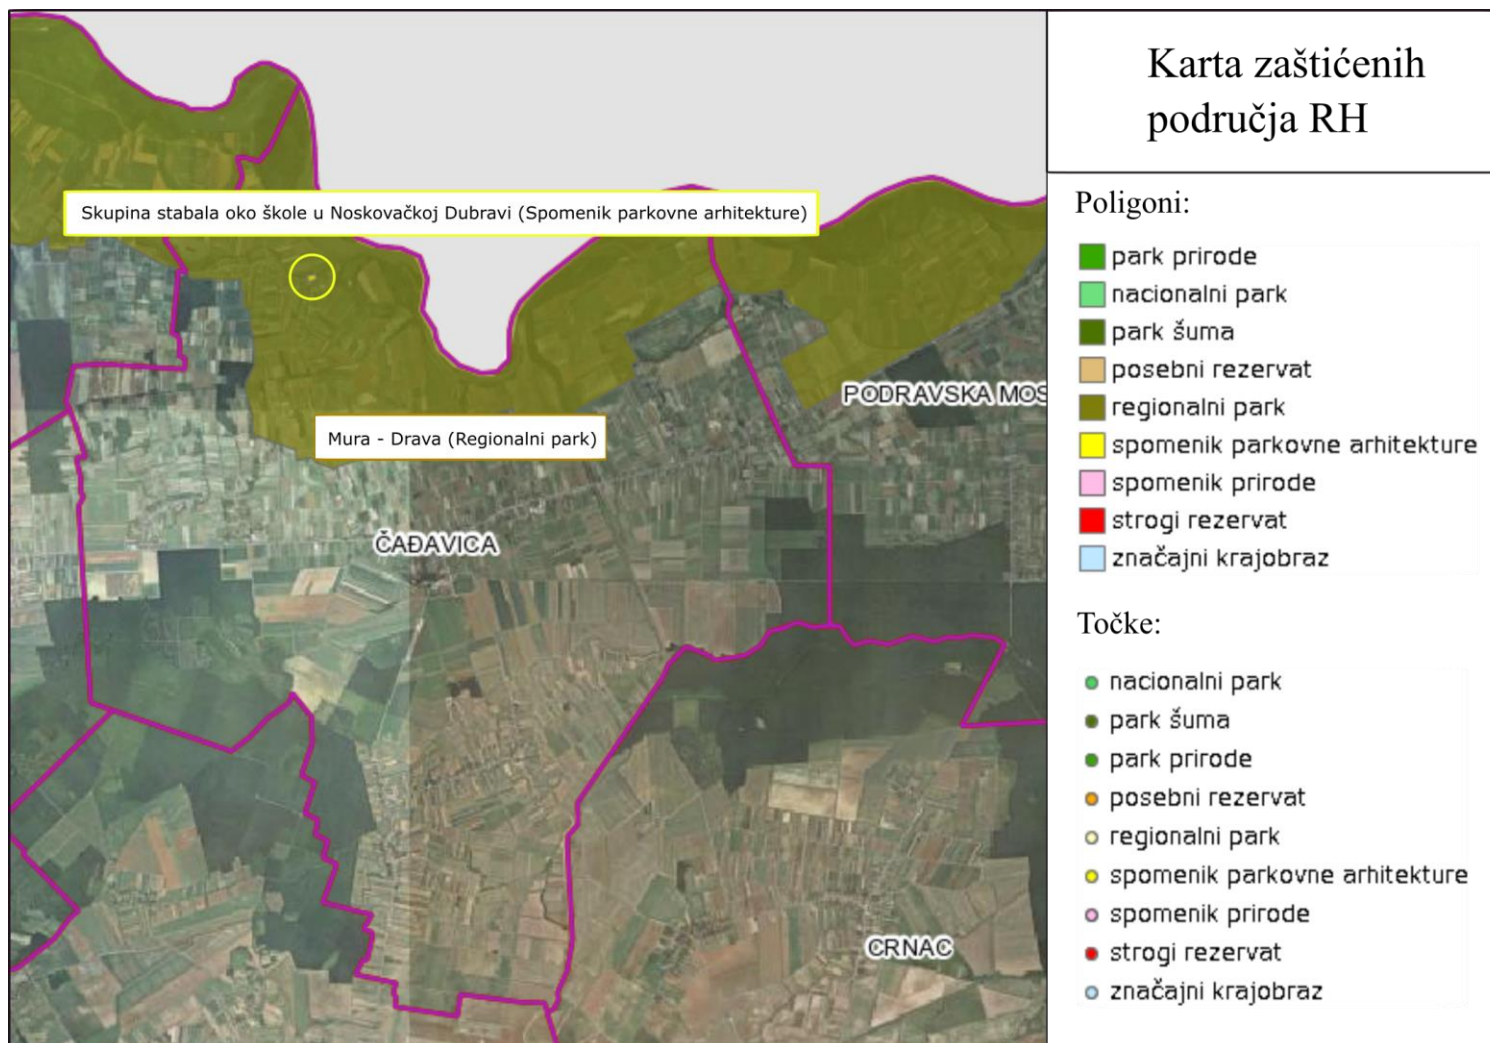 Karta zaštićenih
područja RH
Skupina stabala oko škole u Noskovačkoj Dubravi (Spomenik parkovne arhitekture)
Mura - Drava (Regionalni park)
PODRAVSKA MOS
ČAĐAVICA
CRNAC
Poligoni:
park prirode
nacionalni park
park šuma
posebni rezervat
regionalni park
spomenik parkovne arhitekture
spomenik prirode
strogi rezervat
značajni krajobraz
Točke:
nacionalni park
park šuma
park prirode
posebni rezervat
regionalni park
spomenik parkovne arhitekture
spomenik prirode
strogi rezervat
značajni krajobraz